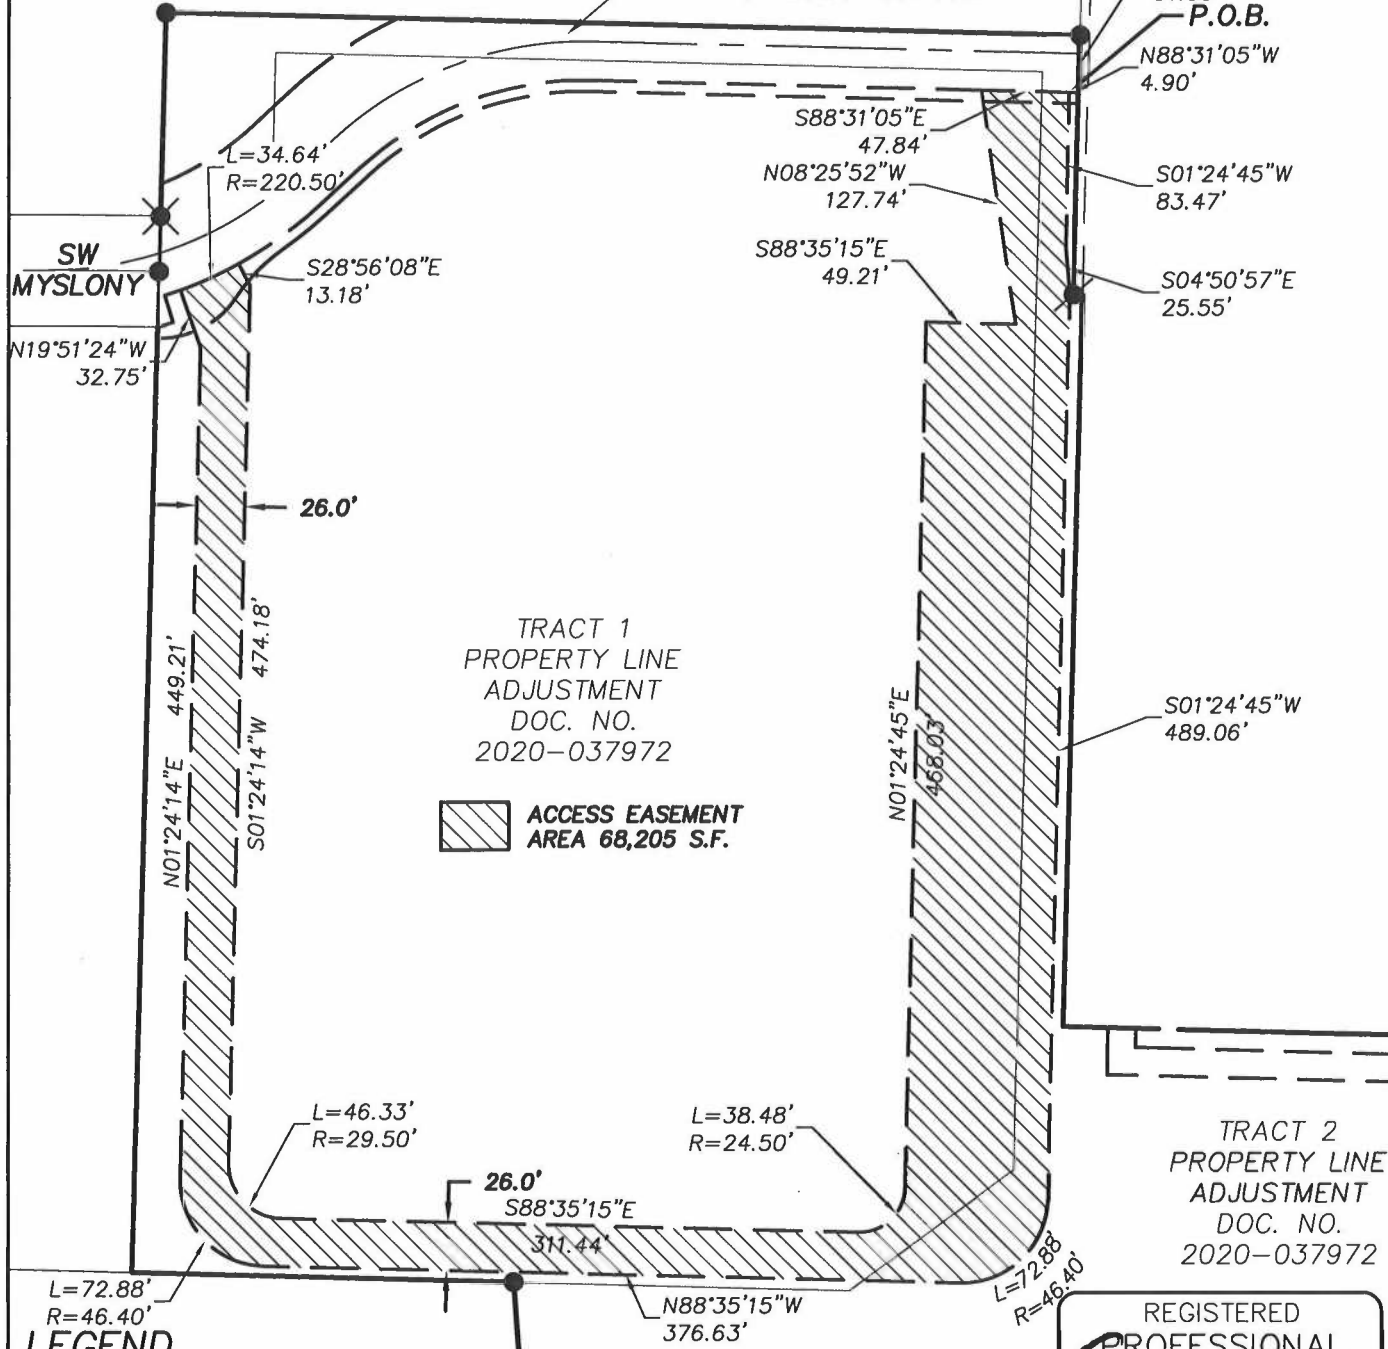 P.O.B.
N88°31'05"W
4.90'
S88°31'05"E
47.84'
L=34.64'
R=220.50'
N08°25'52"W
127.74'
S01°24'45"W
83.47'
SW
MYSLONY
S28°56'08"E
13.18'
S88°35'15"E
49.21'
S04°50'57"E
25.55'
N19°51'24"W
32.75'
26.0'
N01°24'14"E 449.21'
S01°24'14"W 474.18'
TRACT 1
PROPERTY LINE
ADJUSTMENT
DOC. NO.
2020-037972
N01°24'45"E
468.03'
S01°24'45"W
489.06'
ACCESS EASEMENT
AREA 68,205 S.F.
L=46.33'
R=29.50'
L=38.48'
R=24.50'
26.0'
S88°35'15"E
311.44'
TRACT 2
PROPERTY LINE
ADJUSTMENT
DOC. NO.
2020-037972
L=72.88'
R=46.40'
N88°35'15"W
376.63'
L=72.88'
R=46.40'
LEGEND
REGISTERED
PROFESSIONAL